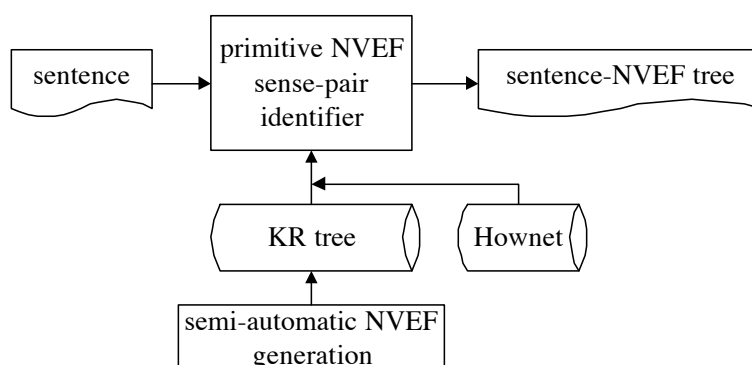 sentence
primitive NVEF
sense-pair
identifier
sentence-NVEF tree
KR tree
Hownet
semi-automatic NVEF
generation